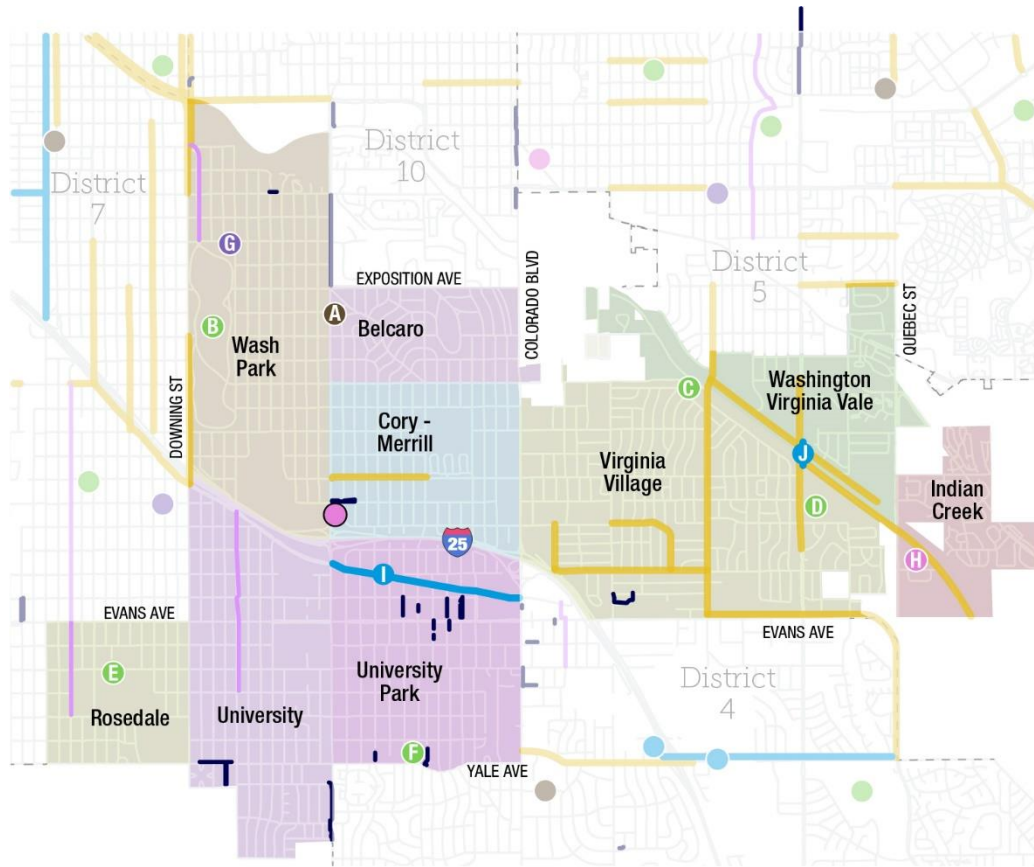 District
10
District
7
District
5
G
EXPOSITION AVE
COLORADO BLVD
QUEBEC ST
A
B
Belcaro
Wash
Park
DOWNING ST
C
Washington
Virginia Vale
Cory -
Merrill
J
Virginia
Village
Indian
Creek
D
25
H
I
EVANS AVE
EVANS AVE
E
University
Park
District
4
Rosedale
University
F
YALE AVE